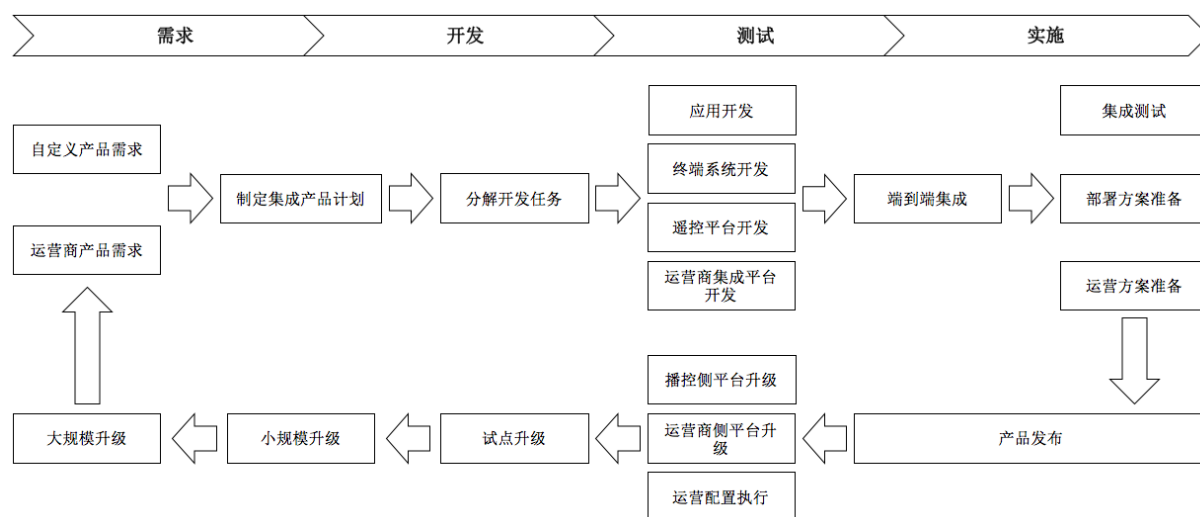 需求
开发
测试
实施
自定义产品需求
运营商产品需求
制定集成产品计划
分解开发任务
应用开发
终端系统开发
遥控平台开发
运营商集成平台
开发
端到端集成
集成测试
部署方案准备
运营方案准备
产品发布
播控侧平台升级
运营商侧平台升
级
运营配置执行
试点升级
小规模升级
大规模升级